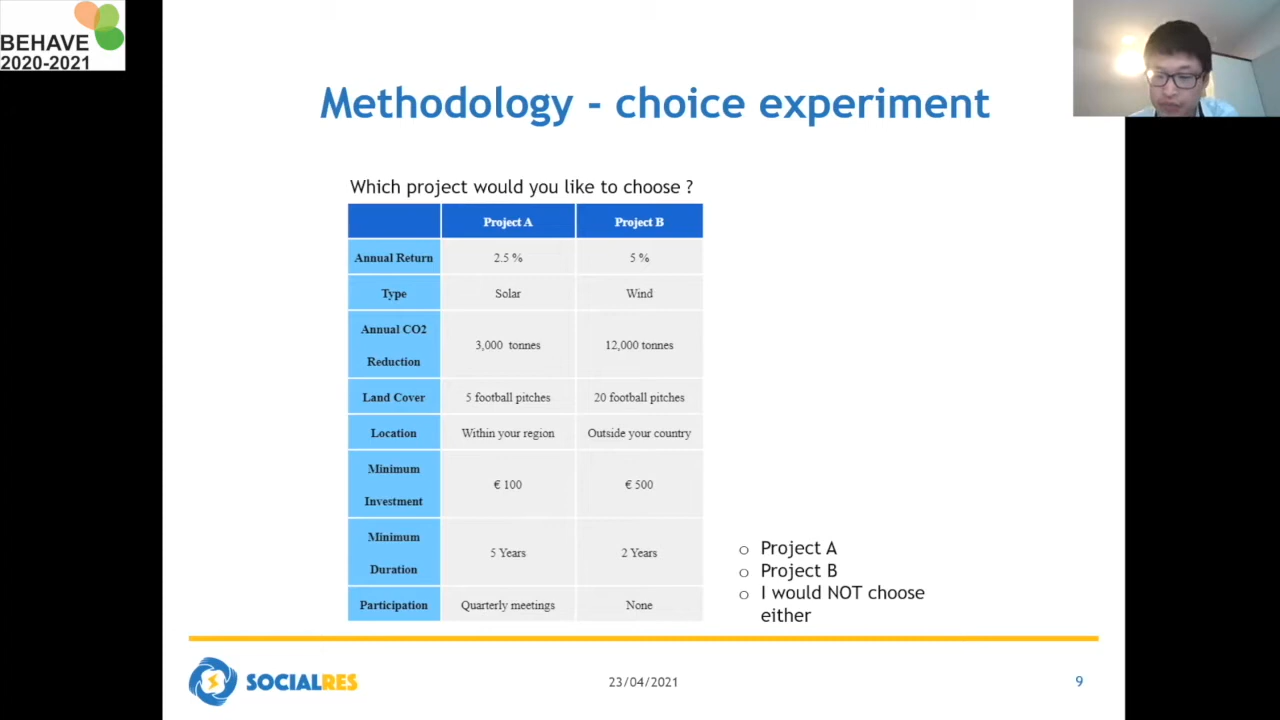 BEHAVE
2020-2021
Methodology - choice experiment
Which project would you like to choose ?
Project A Project B
Annual Return 2.5 % 5 %
Type Solar Wind
Annual CO2
Reduction 3,000 tonnes 12,000 tonnes
Land Cover 5 football pitches 20 football pitches
Location Within your region Outside your country
Minimum
Investment € 100 € 500
Minimum
Duration 5 Years 2 Years
Participation Quarterly meetings None
o Project A
o Project B
o I would NOT choose
either
SOCIALRES
23/04/2021
9